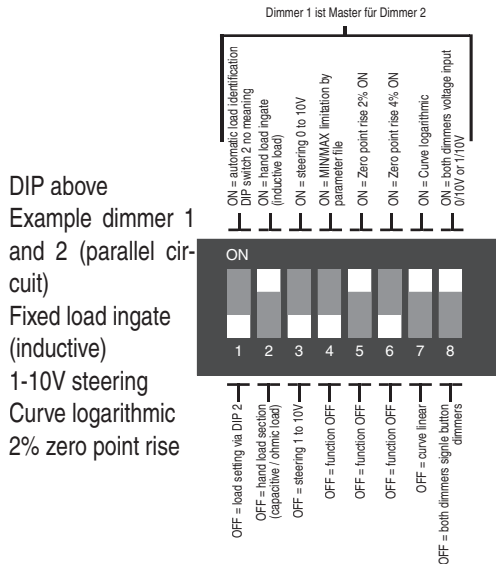 Dimmer 1 ist Master für Dimmer 2
ON = automatic load identification
DIP switch 2 no meaning
ON = hand load ingate
(inductive load)
ON = steering 0 to 10V
ON = MIN/MAX limitation by
parameter file
ON = Zero point rise 2% ON
ON = Zero point rise 4% ON
ON = Curve logarithmic
ON = both dimmers voltage input
0/10V or 1/10V
DIP above
Example dimmer 1
and 2 (parallel cir-
cuit)
Fixed load ingate
(inductive)
1-10V steering
Curve logarithmic
2% zero point rise
ON
1 2 3 4 5 6 7 8
OFF = load setting via DIP 2
OFF = hand load section
(capacitive / ohmic load)
OFF = steering 1 to 10V
OFF = function OFF
OFF = function OFF
OFF = function OFF
OFF = curve linear
OFF = both dimmers signle button
dimmers